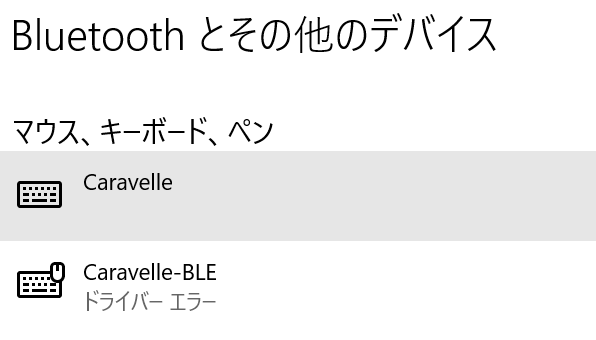 Bluetooth とその他のデバイス
マウス、キーボード、ペン
Caravelle
Caravelle-BLE
ドライバー エラー